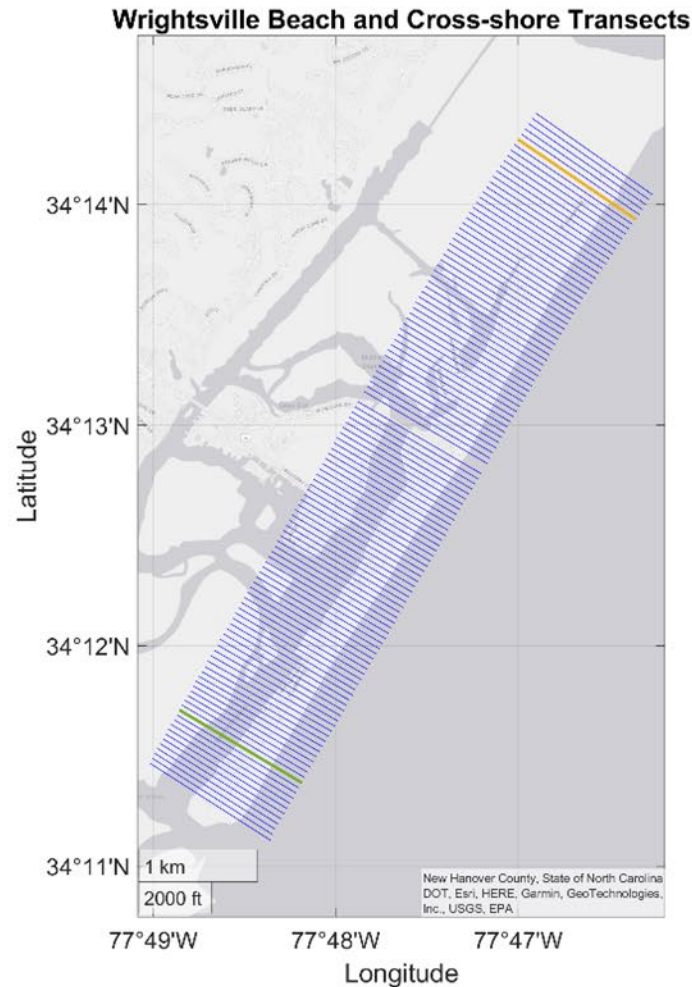 Wrightsville Beach and Cross-shore Transects
34°14'N
34°13'N
34°12'N
34°11'N
Latitude
1 km
2000 ft
New Hanover County, State of North Carolina
DOT, Esri, HERE, Garmin, GeoTechnologies,
Inc., USGS, EPA
77°49'W
77°48'W
77°47'W
Longitude